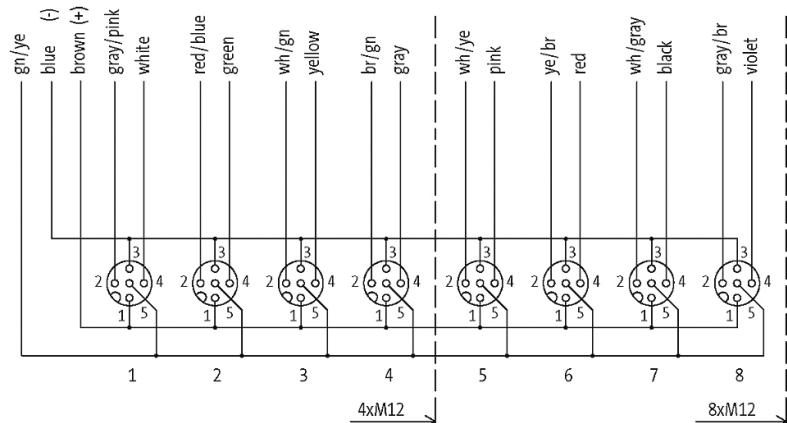 gn/ye
blue (-)
brown (+)
gray/pink
white
red/blue
green
wh/gn
yellow
br/gn
gray
wh/ye
pink
ye/br
red
wh/gray
black
gray/br
violet
3 3 3 3 3 3 3 3
2 4 2 4 2 4 2 4 2 4 2 4 2 4 2 4
1 5 1 5 1 5 1 5 1 5 1 5 1 5 1 5
1 2 3 4 5 6 7 8
4xM12 8xM12